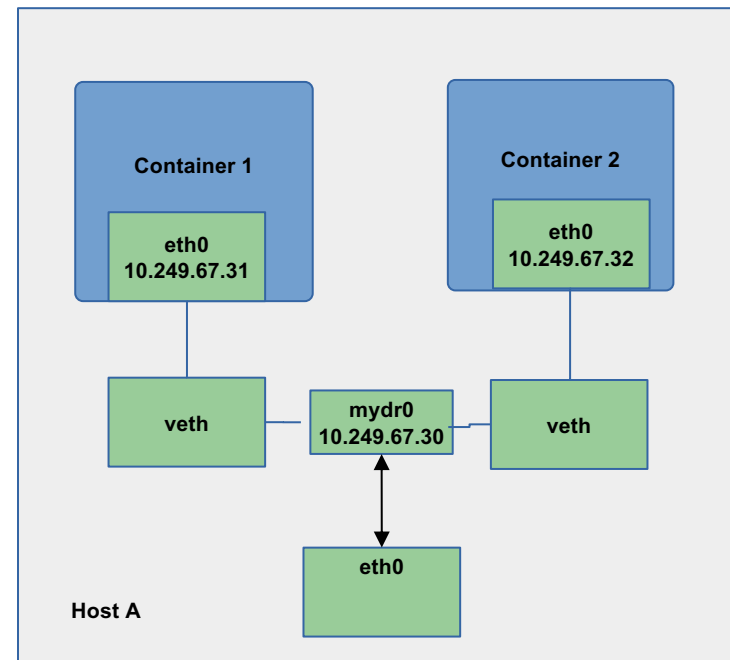 Container 1
Container 2
eth0
10.249.67.31
eth0
10.249.67.32
veth
mydr0
10.249.67.30
veth
eth0
Host A